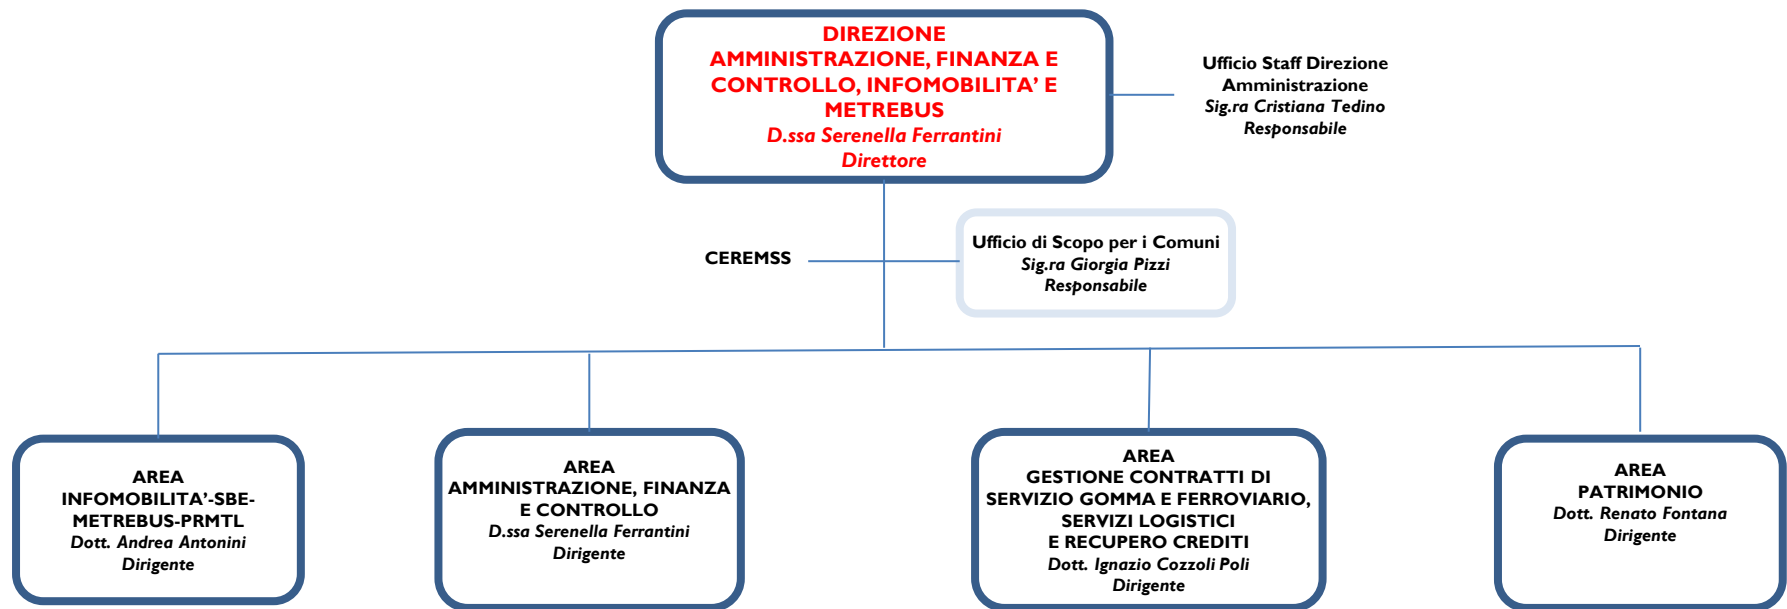 DIREZIONE
AMMINISTRAZIONE, FINANZA E
CONTROLLO, INFOMOBILITA’ E
METREBUS
D.ssa Serenella Ferrantini
Direttore
Ufficio Staff Direzione
Amministrazione
Sig.ra Cristiana Tedino
Responsabile
CEREMSS
Ufficio di Scopo per i Comuni
Sig.ra Giorgia Pizzi
Responsabile
AREA
INFOMOBILITA’-SBE-
METREBUS-PRMTL
Dott. Andrea Antonini
Dirigente
AREA
AMMINISTRAZIONE, FINANZA
E CONTROLLO
D.ssa Serenella Ferrantini
Dirigente
AREA
GESTIONE CONTRATTI DI
SERVIZIO GOMMA E FERROVIARIO,
SERVIZI LOGISTICI
E RECUPERO CREDITI
Dott. Ignazio Cozzoli Poli
Dirigente
AREA
PATRIMONIO
Dott. Renato Fontana
Dirigente